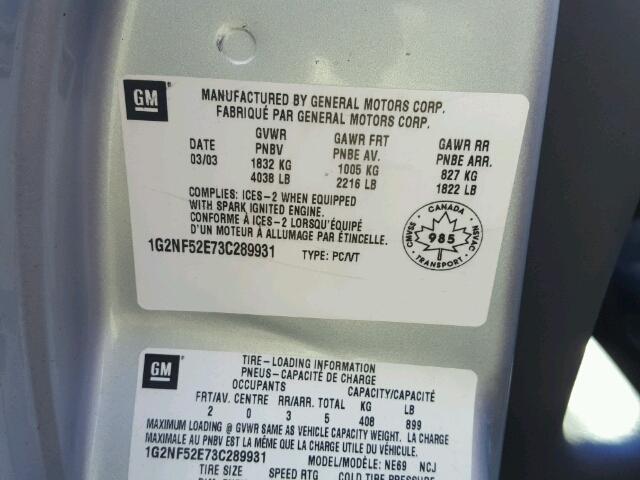 GM
MANUFACTURED BY GENERAL MOTORS CORP.
FABRIQUÉ PAR GENERAL MOTORS CORP.
DATE GVWR GAWR FRT GAWR RR
03/03 PNBV PNBE AV. PNBE ARR.
1832 KG 1005 KG 827 KG
4038 LB 2216 LB 1822 LB
COMPLIES: ICES-2 WHEN EQUIPPED
WITH SPARK IGNITED ENGINE.
CONFORME À ICES-2 LORSQU'ÉQUIPÉ
D'UN MOTEUR À ALLUMAGE PAR ÉTINCELLE.
1G2NF52E73C289931 TYPE: PC/VT
CANADA
CMVSS 985 NSVAC
TRANSPORT
GM
TIRE-LOADING INFORMATION
PNEUS-CAPACITÉ DE CHARGE
OCCUPANTS CAPACITY/CAPACITÉ
FRT/AV. CENTRE RR/ARR. TOTAL KG LB
2 0 3 5 408 899
MAXIMUM LOADING @ GVWR SAME AS VEHICLE CAPACITY WEIGHT. LA CHARGE
MAXIMALE AU PNBV EST LA MÊME QUE LA CHARGE DU VÉHICULE.
1G2NF52E73C289931 MODEL/MODÈLE: NE69 NCJ
TIRE SIZE SPEED RTG COLD TIRE